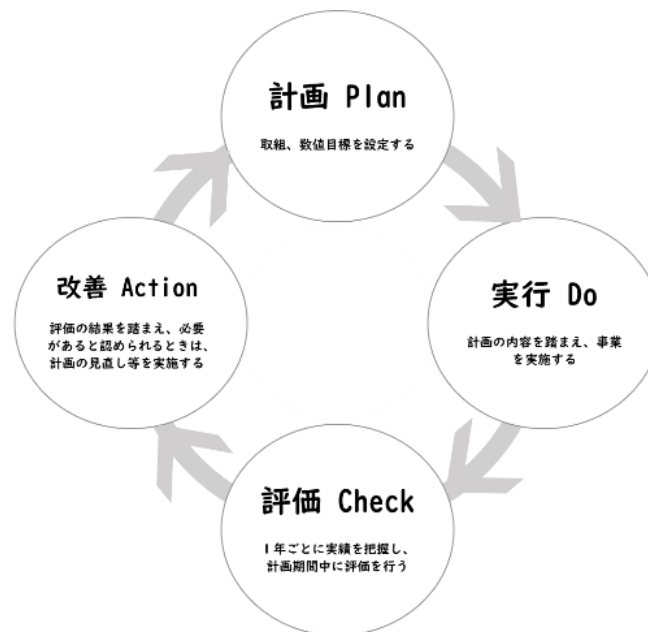 計画 Plan
取組、数値目標を設定する
実行 Do
計画の内容を踏まえ、事業
を実施する
評価 Check
1年ごとに実績を把握し、
計画期間中に評価を行う
改善 Action
評価の結果を踏まえ、必要
があると認められるときは、
計画の見直し等を実施する